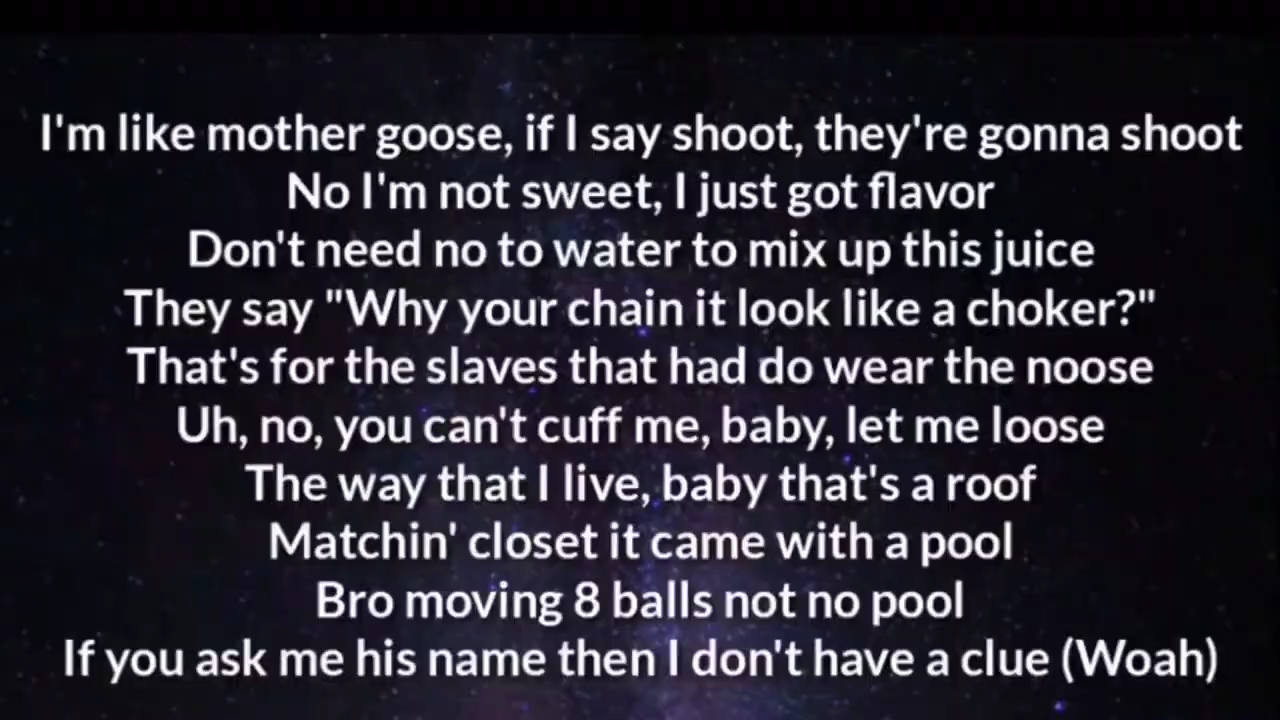 I'm like mother goose, if I say shoot, they're gonna shoot
No I'm not sweet, I just got flavor
Don't need no to water to mix up this juice
They say "Why your chain it look like a choker?"
That's for the slaves that had do wear the noose
Uh, no, you can't cuff me, baby, let me loose
The way that I live, baby that's a roof
Matchin' closet it came with a pool
Bro moving 8 balls not no pool
If you ask me his name then I don't have a clue (Woah)